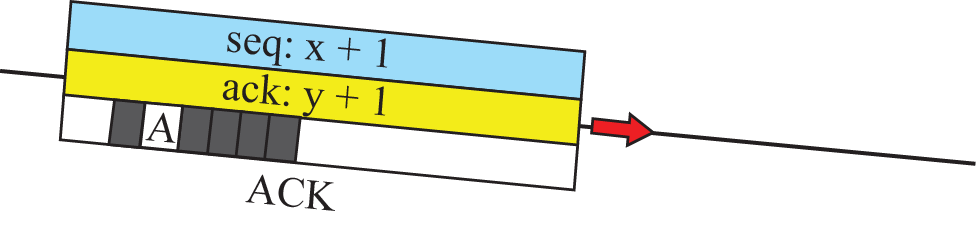 seq: x + 1
ack: y + 1
A
ACK